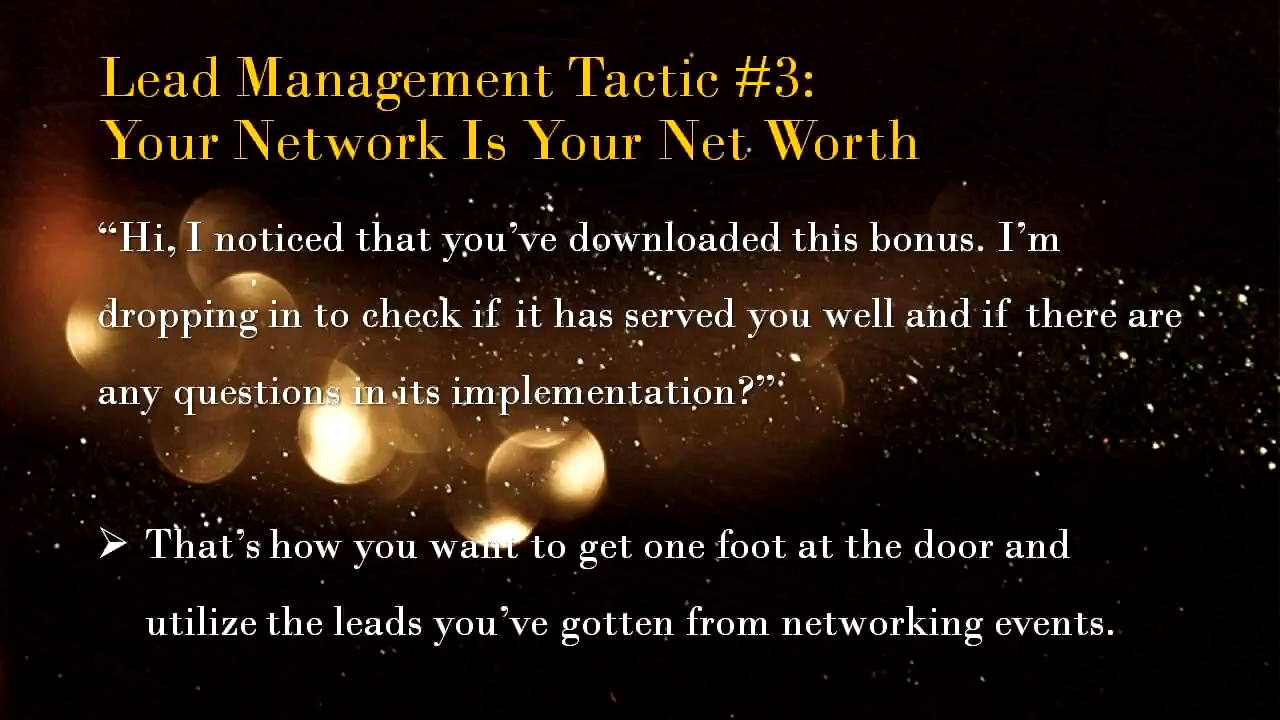 Lead Management Tactic #3:
Your Network Is Your Net Worth
“Hi, I noticed that you’ve downloaded this bonus. I’m
dropping in to check if it has served you well and if there are
any questions in its implementation?”
➢ That’s how you want to get one foot at the door and
utilize the leads you’ve gotten from networking events.